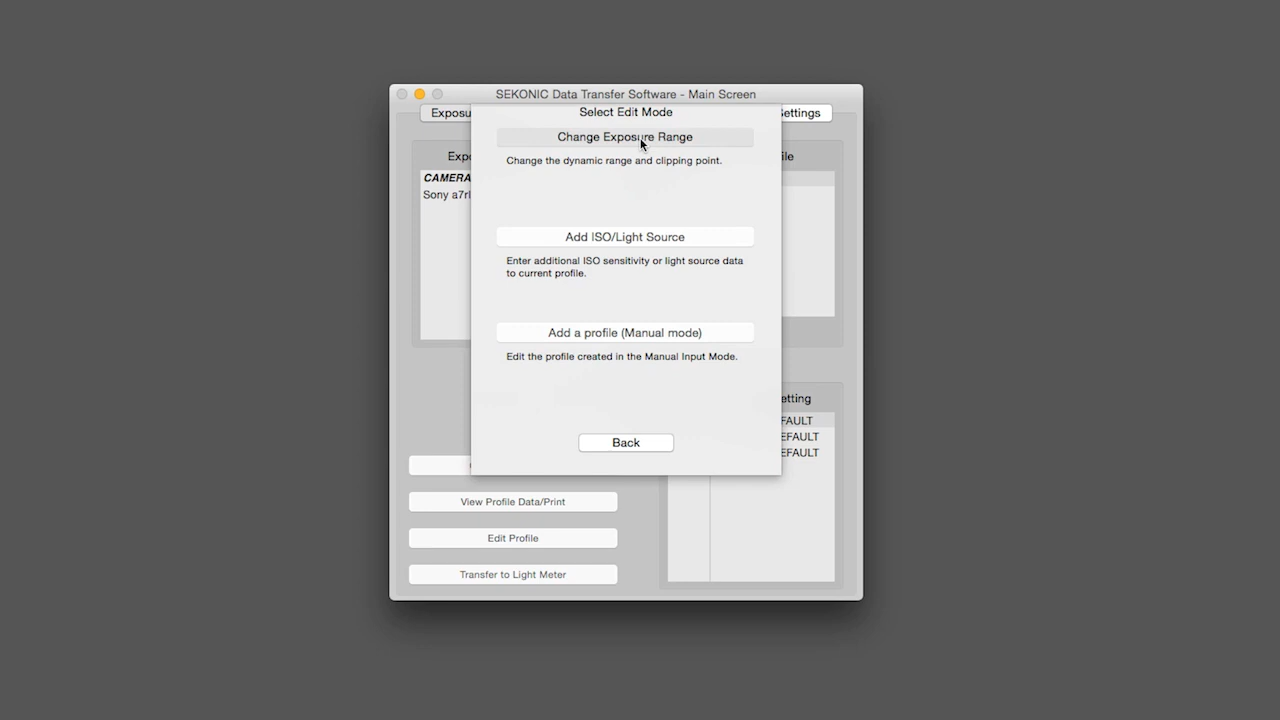 SEKONIC Data Transfer Software - Main Screen
Select Edit Mode
Change Exposure Range
Change the dynamic range and clipping point.
Add ISO/Light Source
Enter additional ISO sensitivity or light source data
to current profile.
Add a profile (Manual mode)
Edit the profile created in the Manual Input Mode.
Back
CAMERA
Sony
View Profile Data/Print
Edit Profile
Transfer to Light Meter